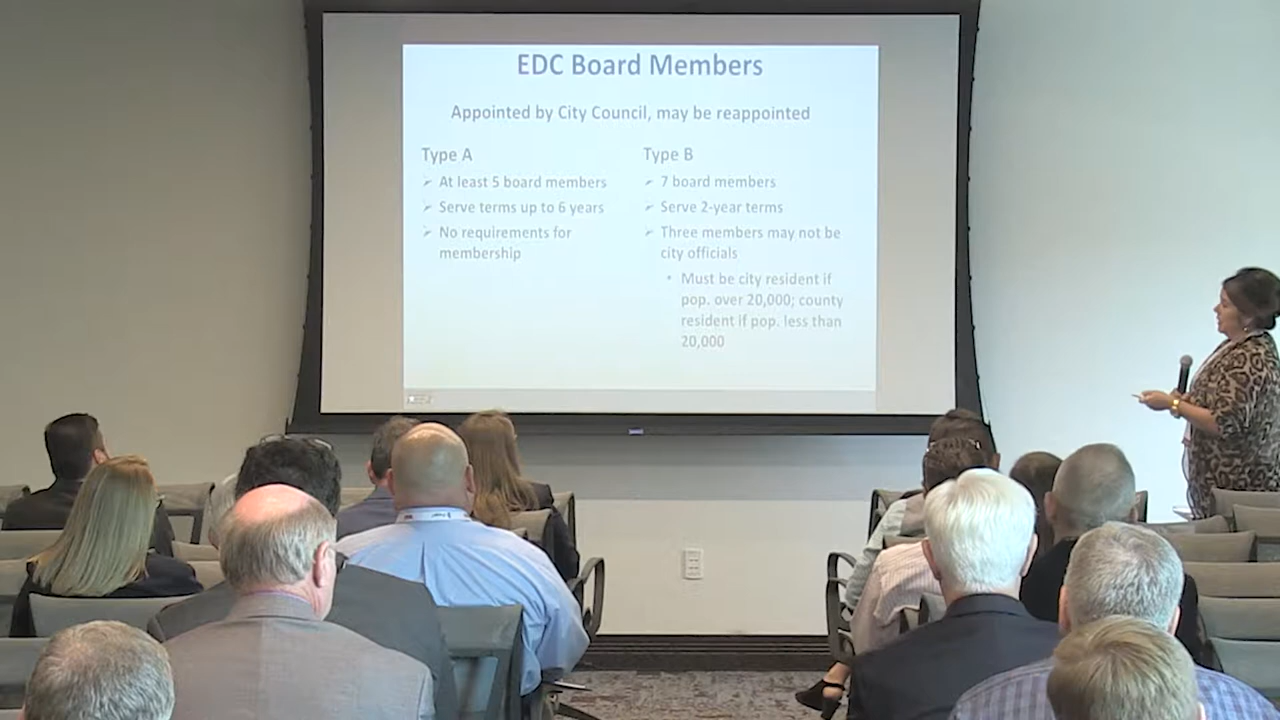 EDC Board Members
Appointed by City Council, may be reappointed
Type A
At least 5 board members
Serve terms up to 6 years
No requirements for
membership
Type B
7 board members
Serve 2-year terms
Three members may not be
city officials
Must be city resident if
pop. over 20,000; county
resident if pop. less than
20,000